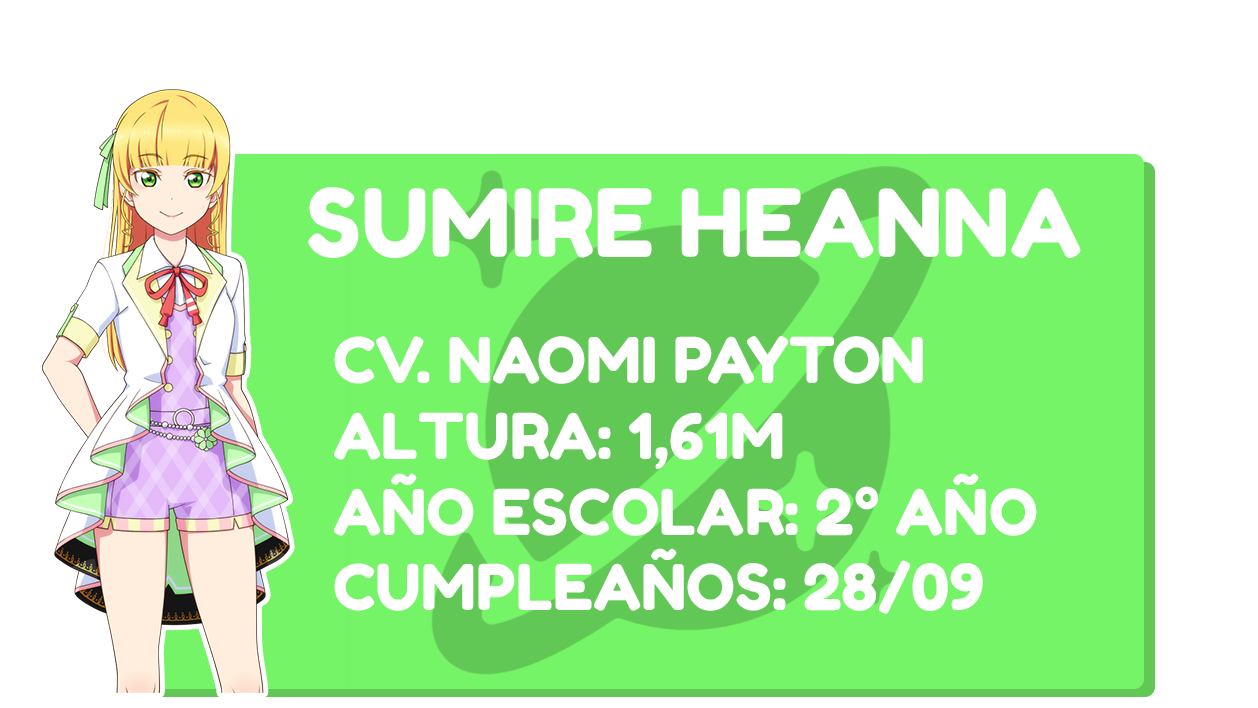 SUMIRE HEANNA
CV. NAOMI PAYTON
ALTURA: 1,61M
AÑO ESCOLAR: 2° AÑO
CUMPLEAÑOS: 28/09